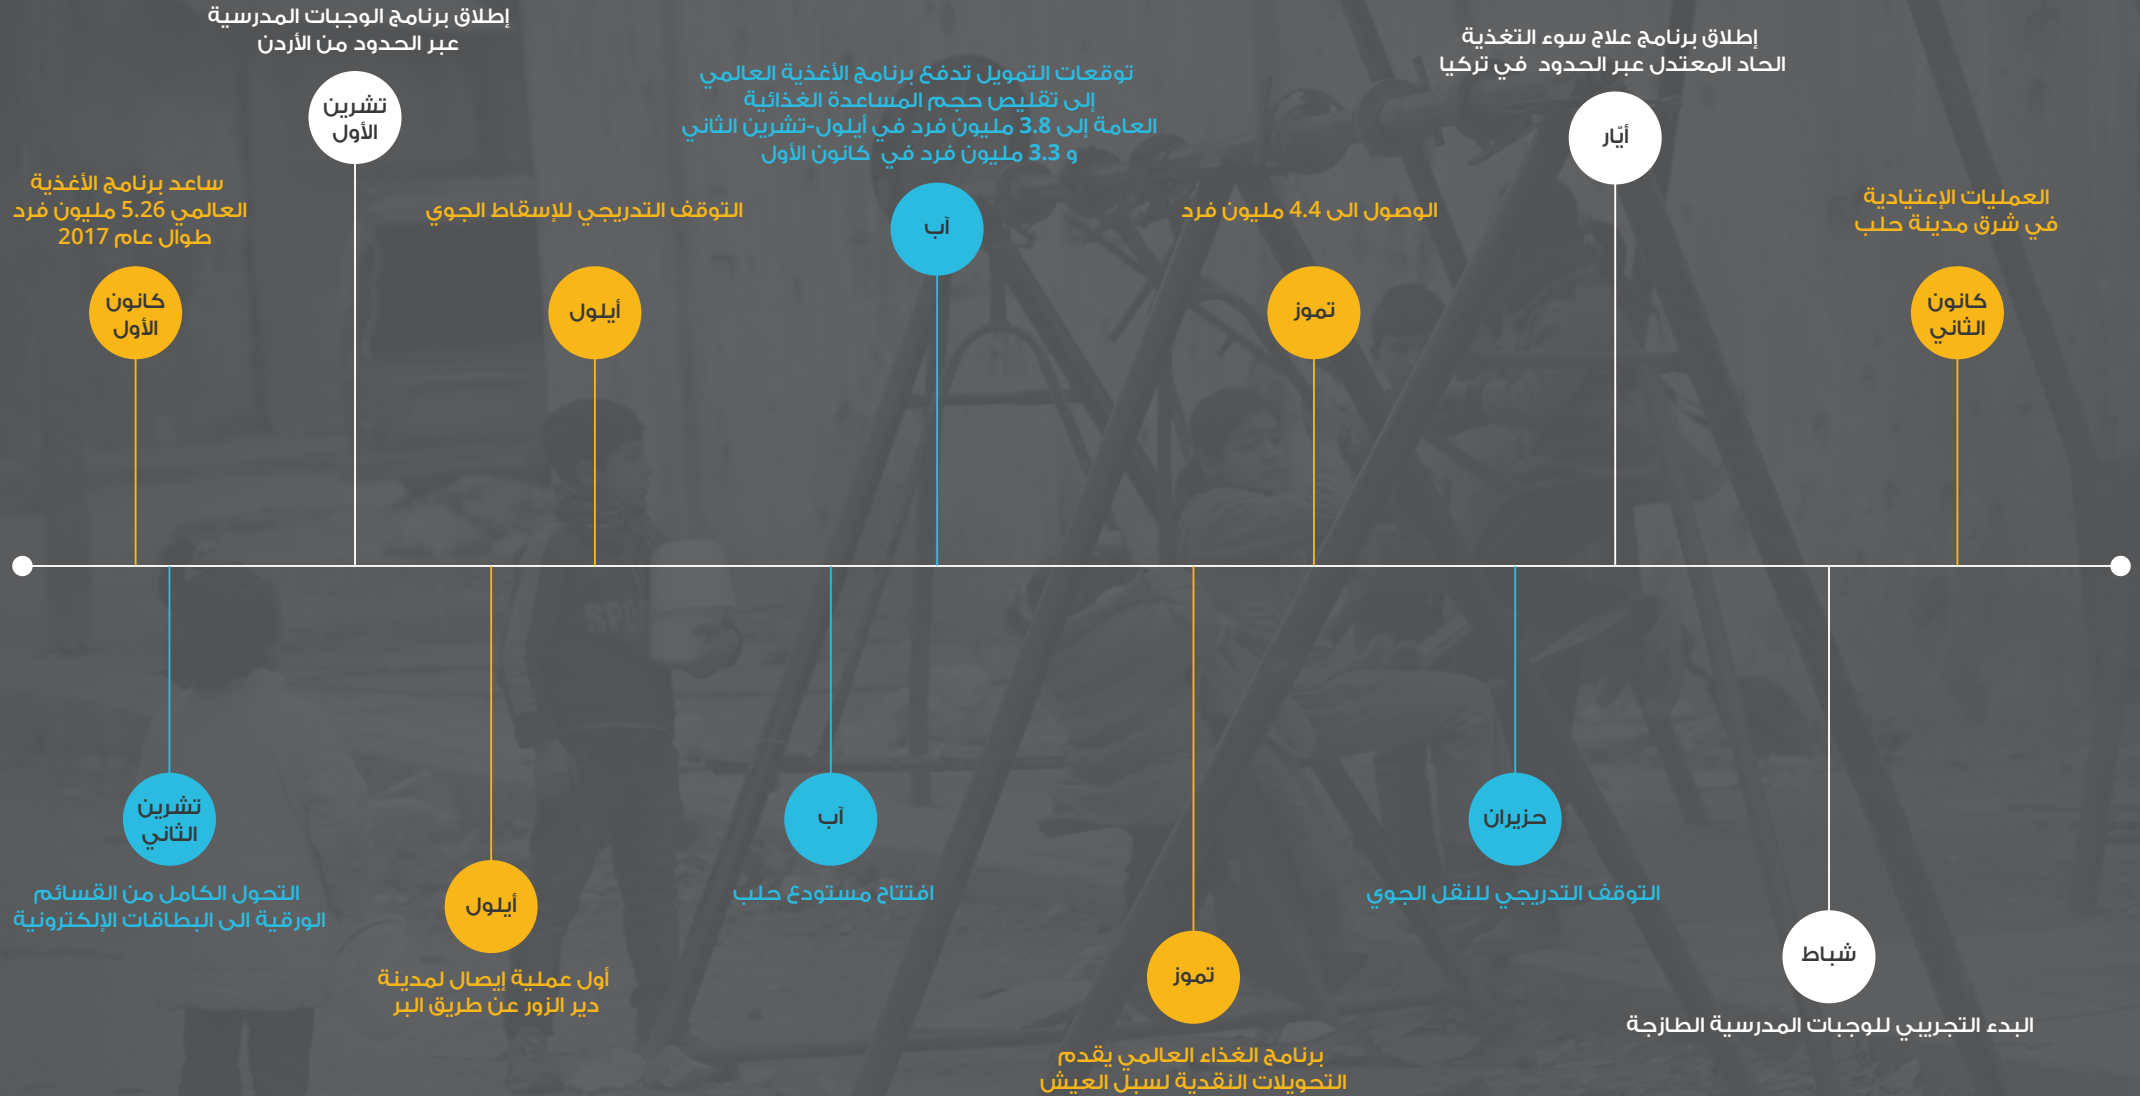 العمليات الإعتيادية
في شرق مدينة حلب
كانون
الثاني
شباط
البدء التجريبي للوجبات المدرسية الطازجة
إطلاق برنامج علاج سوء التغذية
الحاد المعتدل عبر الحدود في تركيا
أيّار
حزيران
التوقف التدريجي للنقل الجوي
الوصول الى 4.4 مليون فرد
تموز
تموز
برنامج الغذاء العالمي يقدم
التحويلات النقدية لسبل العيش
توقعات التمويل تدفع برنامج الأغذية العالمي
إلى تقليص حجم المساعدة الغذائية
العامة إلى 3.8 مليون فرد في أيلول-تشرين الثاني
و 3.3 مليون فرد في كانون الأول
آب
آب
افتتاح مستودع حلب
التوقف التدريجي للإسقاط الجوي
أيلول
أيلول
أول عملية إيصال لمدينة
دير الزور عن طريق البر
إطلاق برنامج الوجبات المدرسية
عبر الحدود من الأردن
تشرين
الأول
تشرين
الثاني
التحول الكامل من القسائم
الورقية الى البطاقات الإلكترونية
ساعد برنامج الأغذية
العالمي 5.26 مليون فرد
طوال عام 2017
كانون
الأول